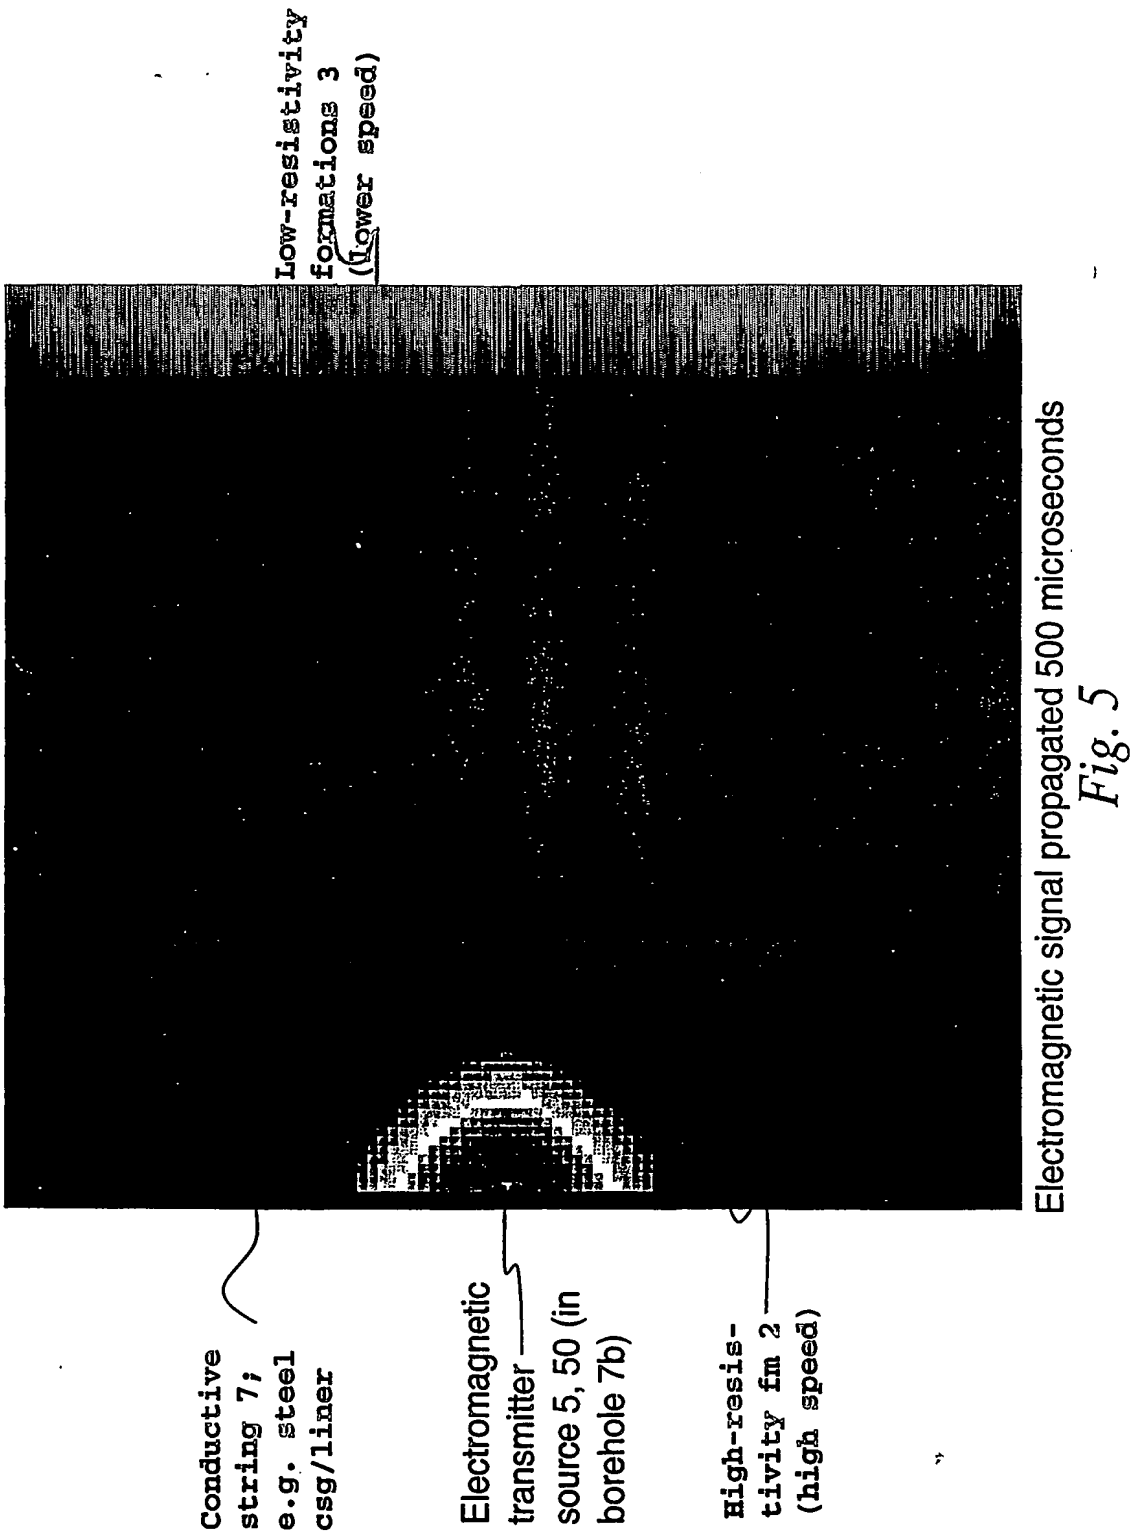 Low-resistivity
formations 3
(Lower speed)
Conductive
string 7;
e.g. steel
csg/liner
Electromagnetic
transmitter
source 5, 50 (in
borehole 7b)
High-resis-
tivity fm 2
(high speed)
Electromagnetic signal propagated 500 microseconds
Fig. 5